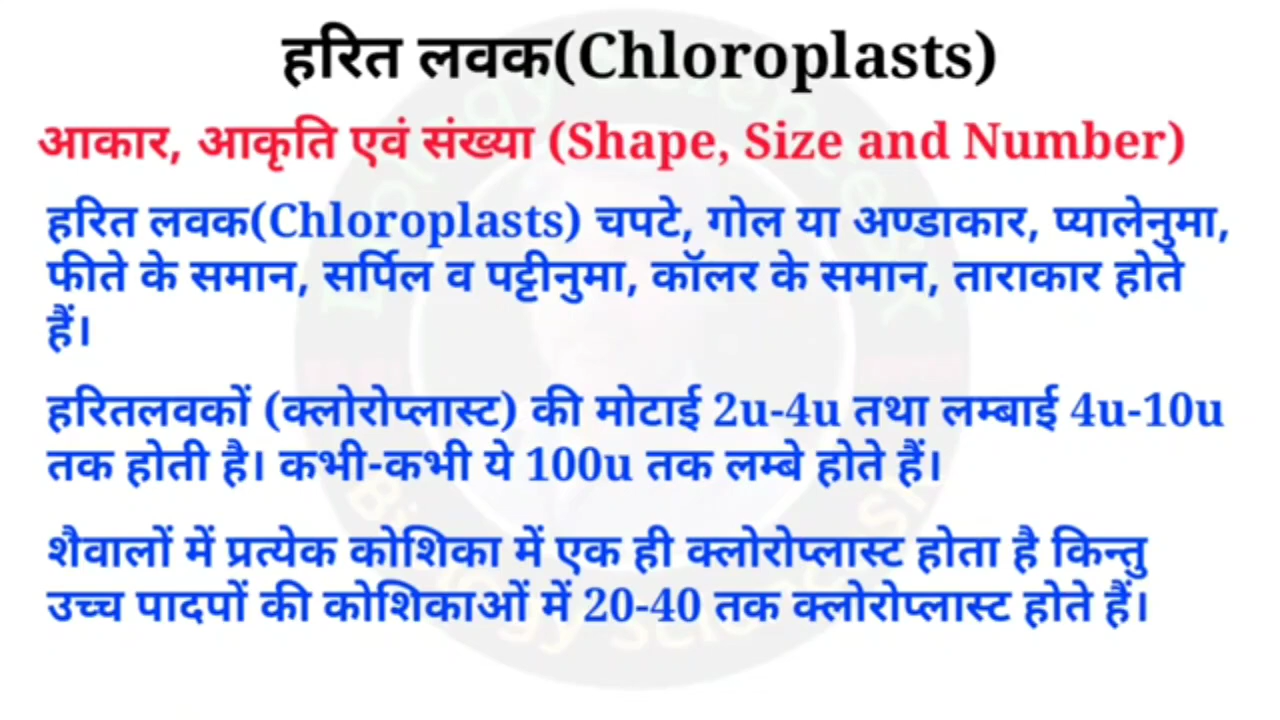 हरित लवक(Chloroplasts)
आकार, आकृति एवं संख्या (Shape, Size and Number)
हरित लवक(Chloroplasts) चपटे, गोल या अण्डाकार, प्यालेनुमा,
फीते के समान, सर्पिल व पट्टीनुमा, कॉलर के समान, ताराकार होते
हैं।
हरितलवकों (क्लोरोप्लास्ट) की मोटाई 2u-4u तथा लम्बाई 4u-10u
तक होती है। कभी-कभी ये 100u तक लम्बे होते हैं।
शैवालों में प्रत्येक कोशिका में एक ही क्लोरोप्लास्ट होता है किन्तु
उच्च पादपों की कोशिकाओं में 20-40 तक क्लोरोप्लास्ट होते हैं।